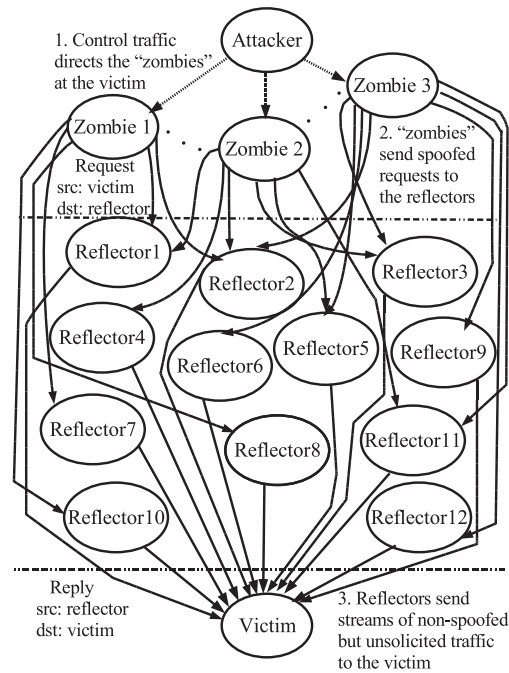 Attacker
1. Control traffic
directs the “zombies”
at the victim
Zombie 3
Zombie 1
Zombie 2
2. “zombies”
send spoofed
requests to
the reflectors
Request
src: victim
dst: reflector
Reflector1
Reflector2
Reflector3
Reflector4
Reflector6
Reflector5
Reflector9
Reflector7
Reflector8
Reflector11
Reflector10
Reflector12
Reply
src: reflector
dst: victim
Victim
3. Reflectors send
streams of non-spoofed
but unsolicited traffic
to the victim